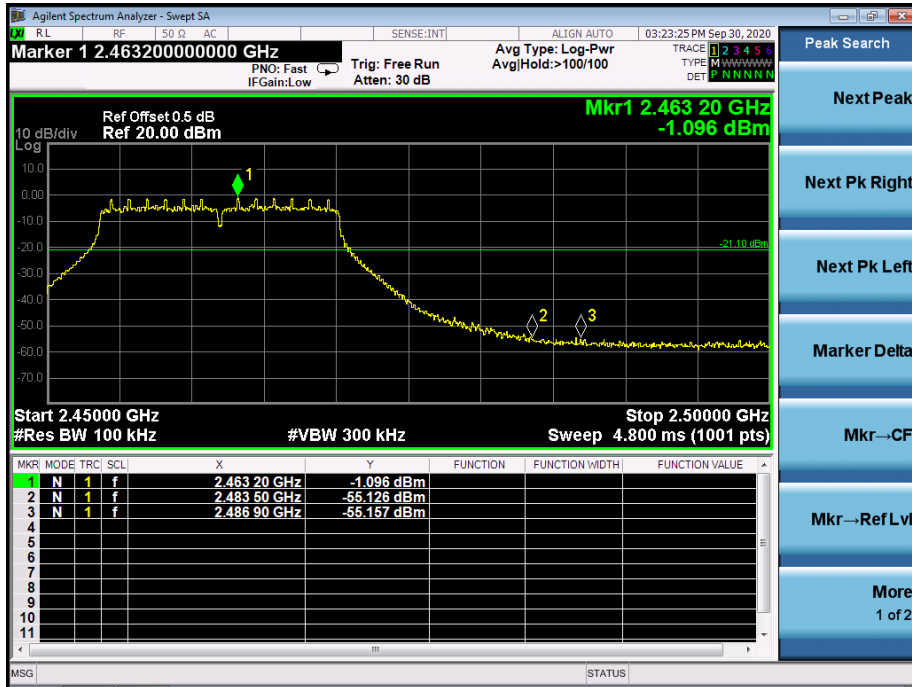 Agilent Spectrum Analyzer - Swept SA
LXI RL RF 50 Ω AC SENSE:INT ALIGN AUTO 03:23:25 PM Sep 30, 2020
Marker 1 2.463200000000 GHz
PNO: Fast
IFGain:Low
Trig: Free Run
Atten: 30 dB
Avg Type: Log-Pwr
Avg|Hold:>100/100
TRACE 1 2 3 4 5 6
TYPE M WWWWW
DET P N N N N N
Ref Offset 0.5 dB
10 dB/div Ref 20.00 dBm
Log
Mkr1 2.463 20 GHz
-1.096 dBm
10.0
0.00
-10.0
-20.0
-30.0
-40.0
-50.0
-60.0
-70.0
1
-21.10 dBm
2
3
Start 2.45000 GHz Stop 2.50000 GHz
#Res BW 100 kHz #VBW 300 kHz Sweep 4.800 ms (1001 pts)
MKR MODE TRC SCL X Y FUNCTION FUNCTION WIDTH FUNCTION VALUE
1 N 1 f 2.463 20 GHz -1.096 dBm
2 N 1 f 2.483 50 GHz -55.126 dBm
3 N 1 f 2.486 90 GHz -55.157 dBm
4
5
6
7
8
9
10
11
MSG STATUS
Peak Search
Next Peak
Next Pk Right
Next Pk Left
Marker Delta
Mkr→CF
Mkr→Ref Lvl
More
1 of 2